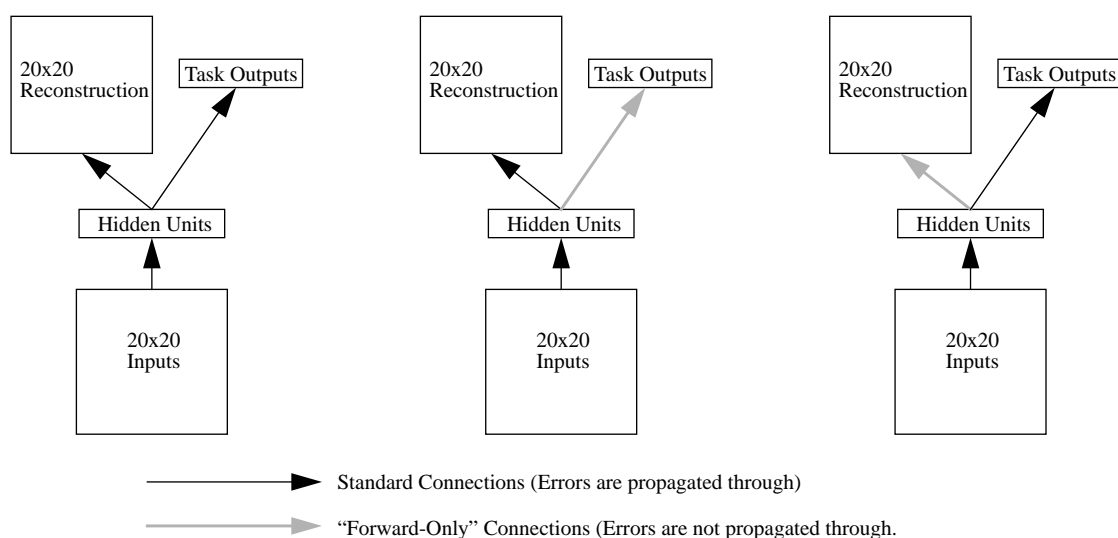 20x20
Reconstruction
Task Outputs
Hidden Units
20x20
Inputs
20x20
Reconstruction
Task Outputs
Hidden Units
20x20
Inputs
20x20
Reconstruction
Task Outputs
Hidden Units
20x20
Inputs
Standard Connections (Errors are propagated through)
“Forward-Only” Connections (Errors are not propagated through.